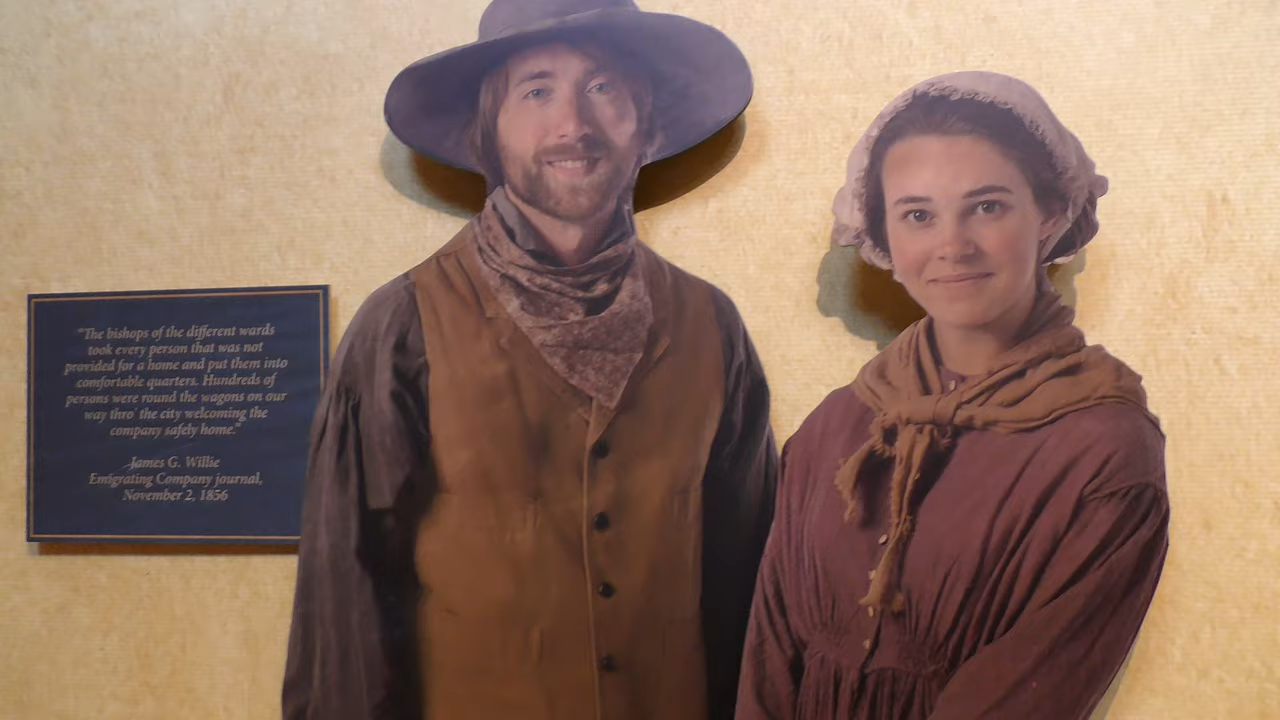 "The bishops of the different wards
took every person that was not
provided for a home and put them into
comfortable quarters. Hundreds of
persons were round the wagons on our
way thro' the city welcoming the
company safely home."
James G. Willie
Emigrating Company journal,
November 2, 1856